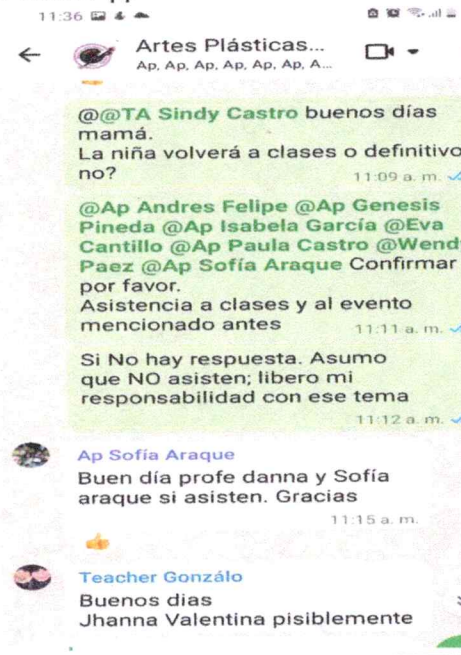 11:36
Artes Plásticas...
Ap, Ap, Ap, Ap, Ap, Ap, A...
@@TA Sindy Castro buenos días
mamá.
La niña volverá a clases o definitivo
no?
11:09 a. m.
@Ap Andres Felipe @Ap Genesis
Pineda @Ap Isabela García @Eva
Cantillo @Ap Paula Castro @Wend
Paez @Ap Sofía Araque Confirmar
por favor.
Asistencia a clases y al evento
mencionado antes
11:11 a. m.
Si No hay respuesta. Asumo
que NO asisten; libero mi
responsabilidad con ese tema
11:12 a. m.
Ap Sofía Araque
Buen día profe danna y Sofía
araque si asisten. Gracias
11:15 a. m.
Teacher Gonzálo
Buenos dias
Jhanna Valentina pisiblemente